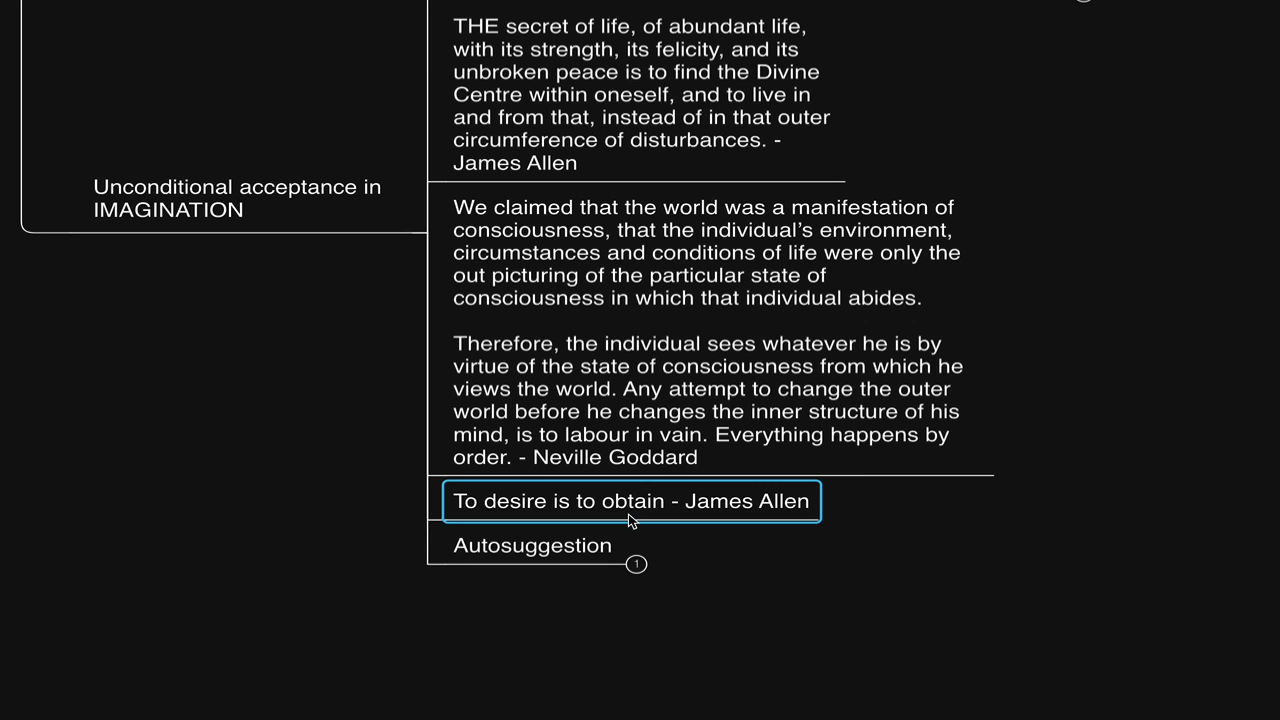 THE secret of life, of abundant life,
with its strength, its felicity, and its
unbroken peace is to find the Divine
Centre within oneself, and to live in
and from that, instead of in that outer
circumference of disturbances. -
James Allen
Unconditional acceptance in
IMAGINATION
We claimed that the world was a manifestation of
consciousness, that the individual’s environment,
circumstances and conditions of life were only the
out picturing of the particular state of
consciousness in which that individual abides.
Therefore, the individual sees whatever he is by
virtue of the state of consciousness from which he
views the world. Any attempt to change the outer
world before he changes the inner structure of his
mind, is to labour in vain. Everything happens by
order. - Neville Goddard
To desire is to obtain - James Allen
Autosuggestion
1